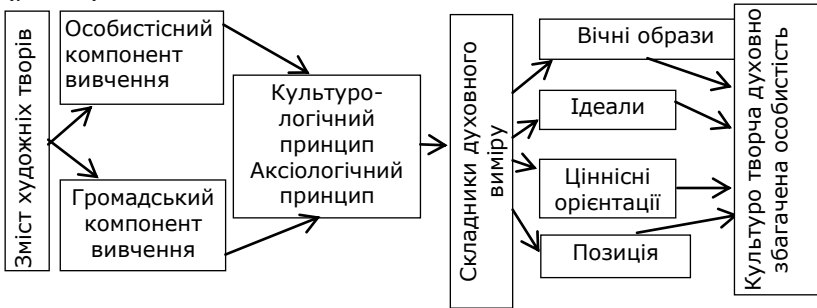 Зміст художніх творів
Особистісний
компонент
вивчення
Громадський
компонент
вивчення
Культуро-
логічний
принцип
Аксіологічний
принцип
Складники духовного
виміру
Вічні образи
Ідеали
Ціннісні
орієнтації
Позиція
Культуро творча духовно
збагачена особистість